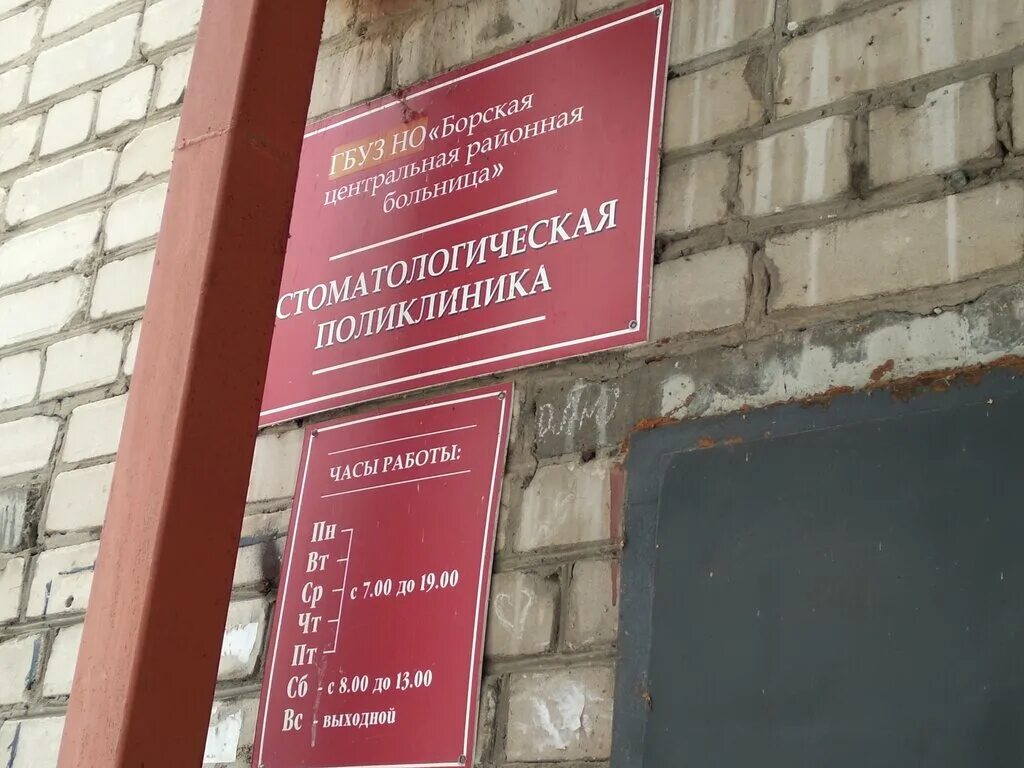 ГБУЗ НО «Борская
центральная районная
больница»
СТОМАТОЛОГИЧЕСКАЯ
ПОЛИКЛИНИКА
ЧАСЫ РАБОТЫ:
Пн
Вт
Ср - с 7.00 до 19.00
Чт
Пт
Сб - с 8.00 до 13.00
Вс - выходной